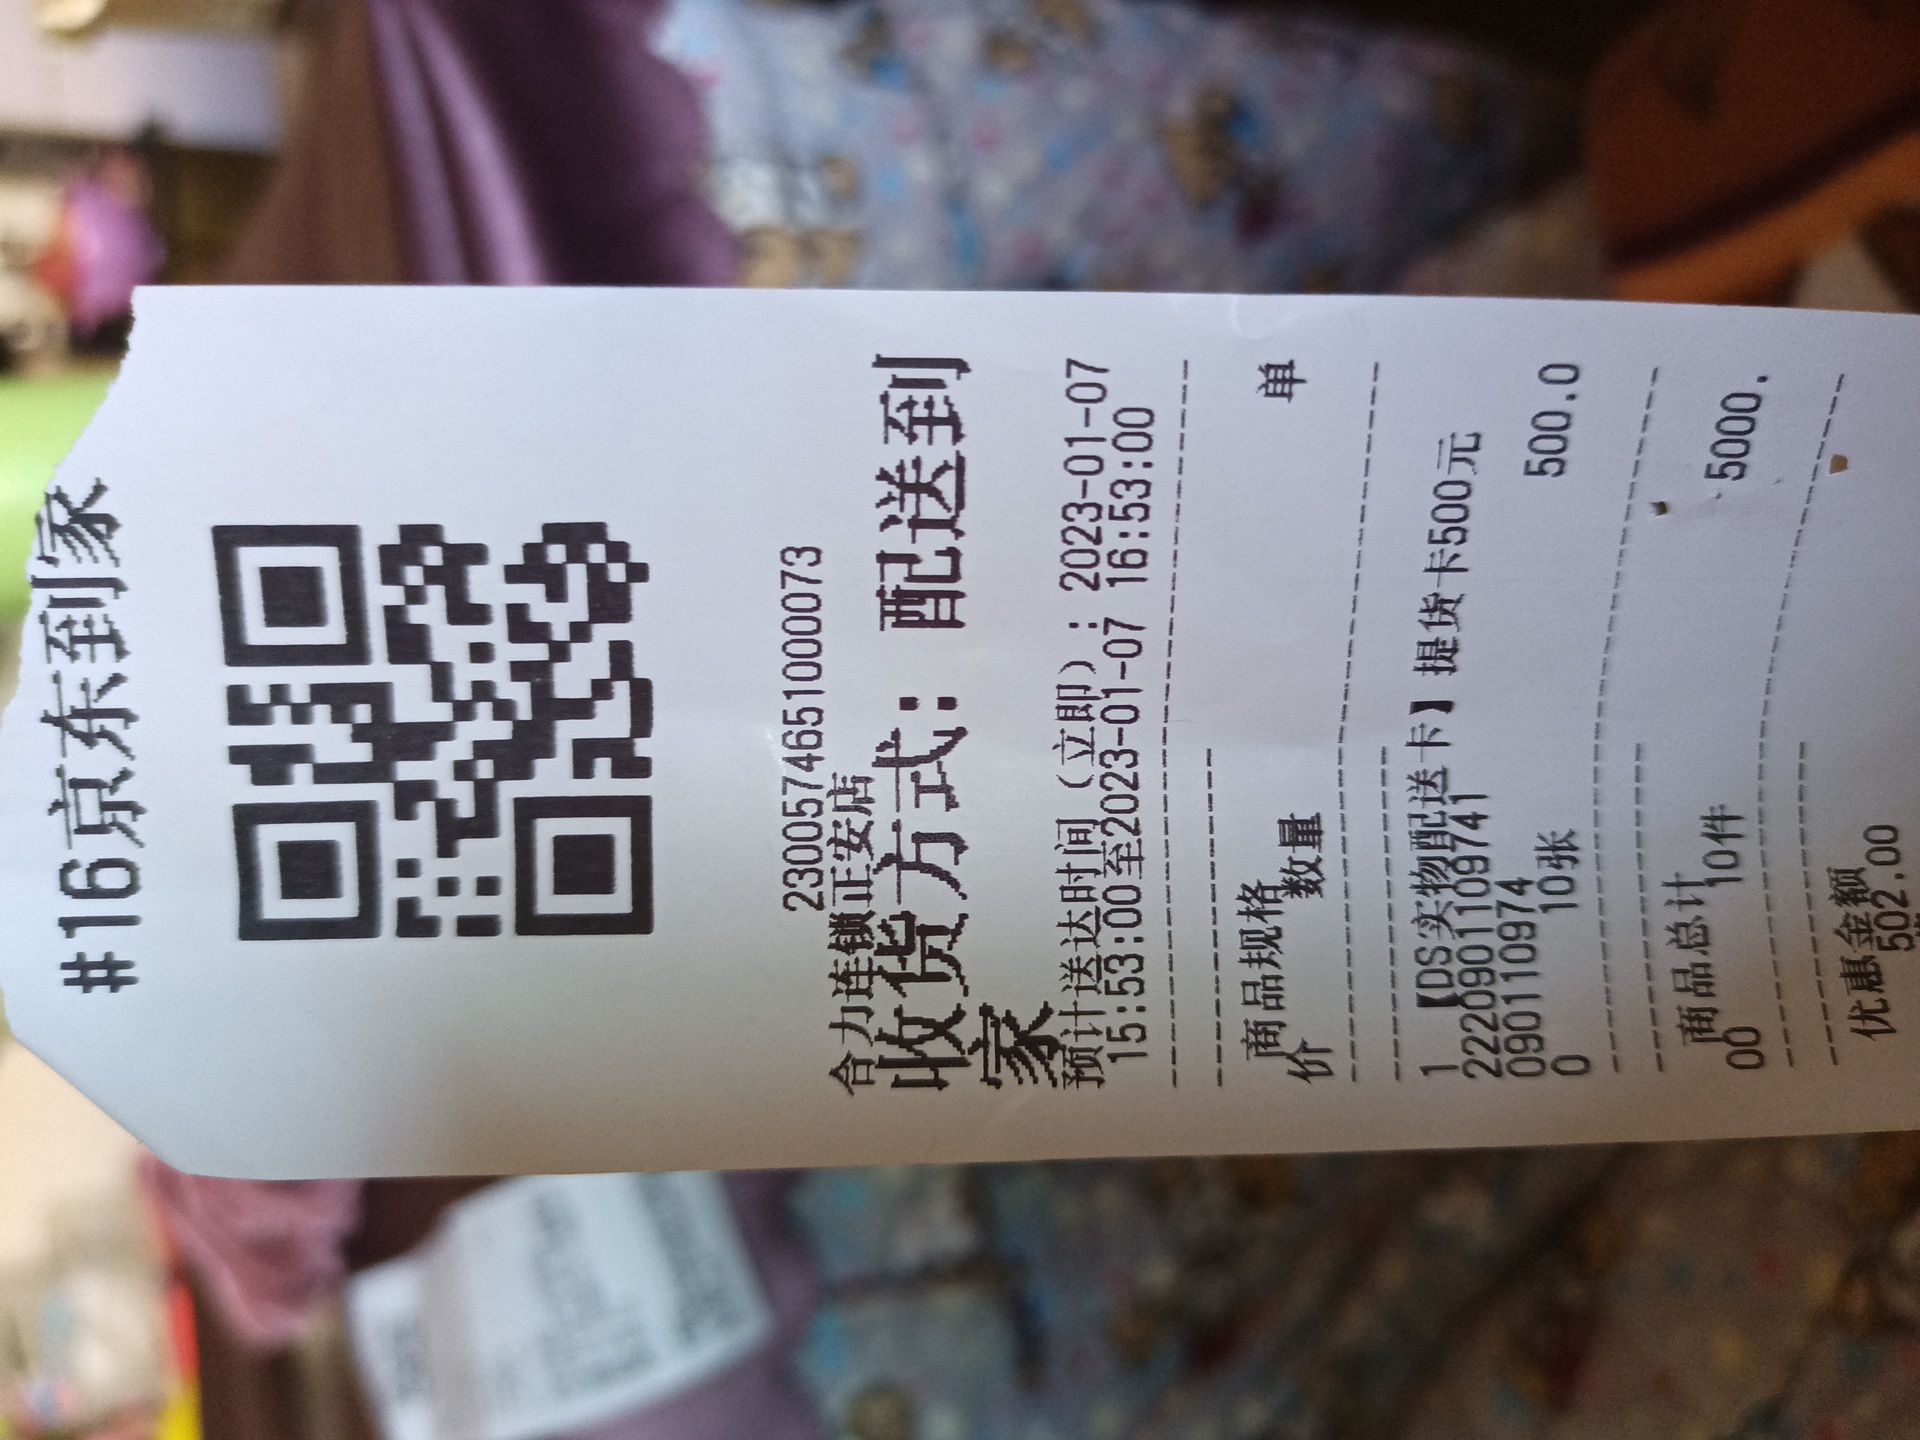 #16京东到家
2300574651000073
合力连锁正安店
收货方式：配送到
家
预计送达时间（立即）：2023-01-07
15:53:00至2023-01-07 16:53:00
商品规格 单
价 数量
1 【DS实物配送卡】提货卡500元
2220901109741
0901109974 500.0
0 10张
商品总计 5000.
00 10件
优惠金额
502.00